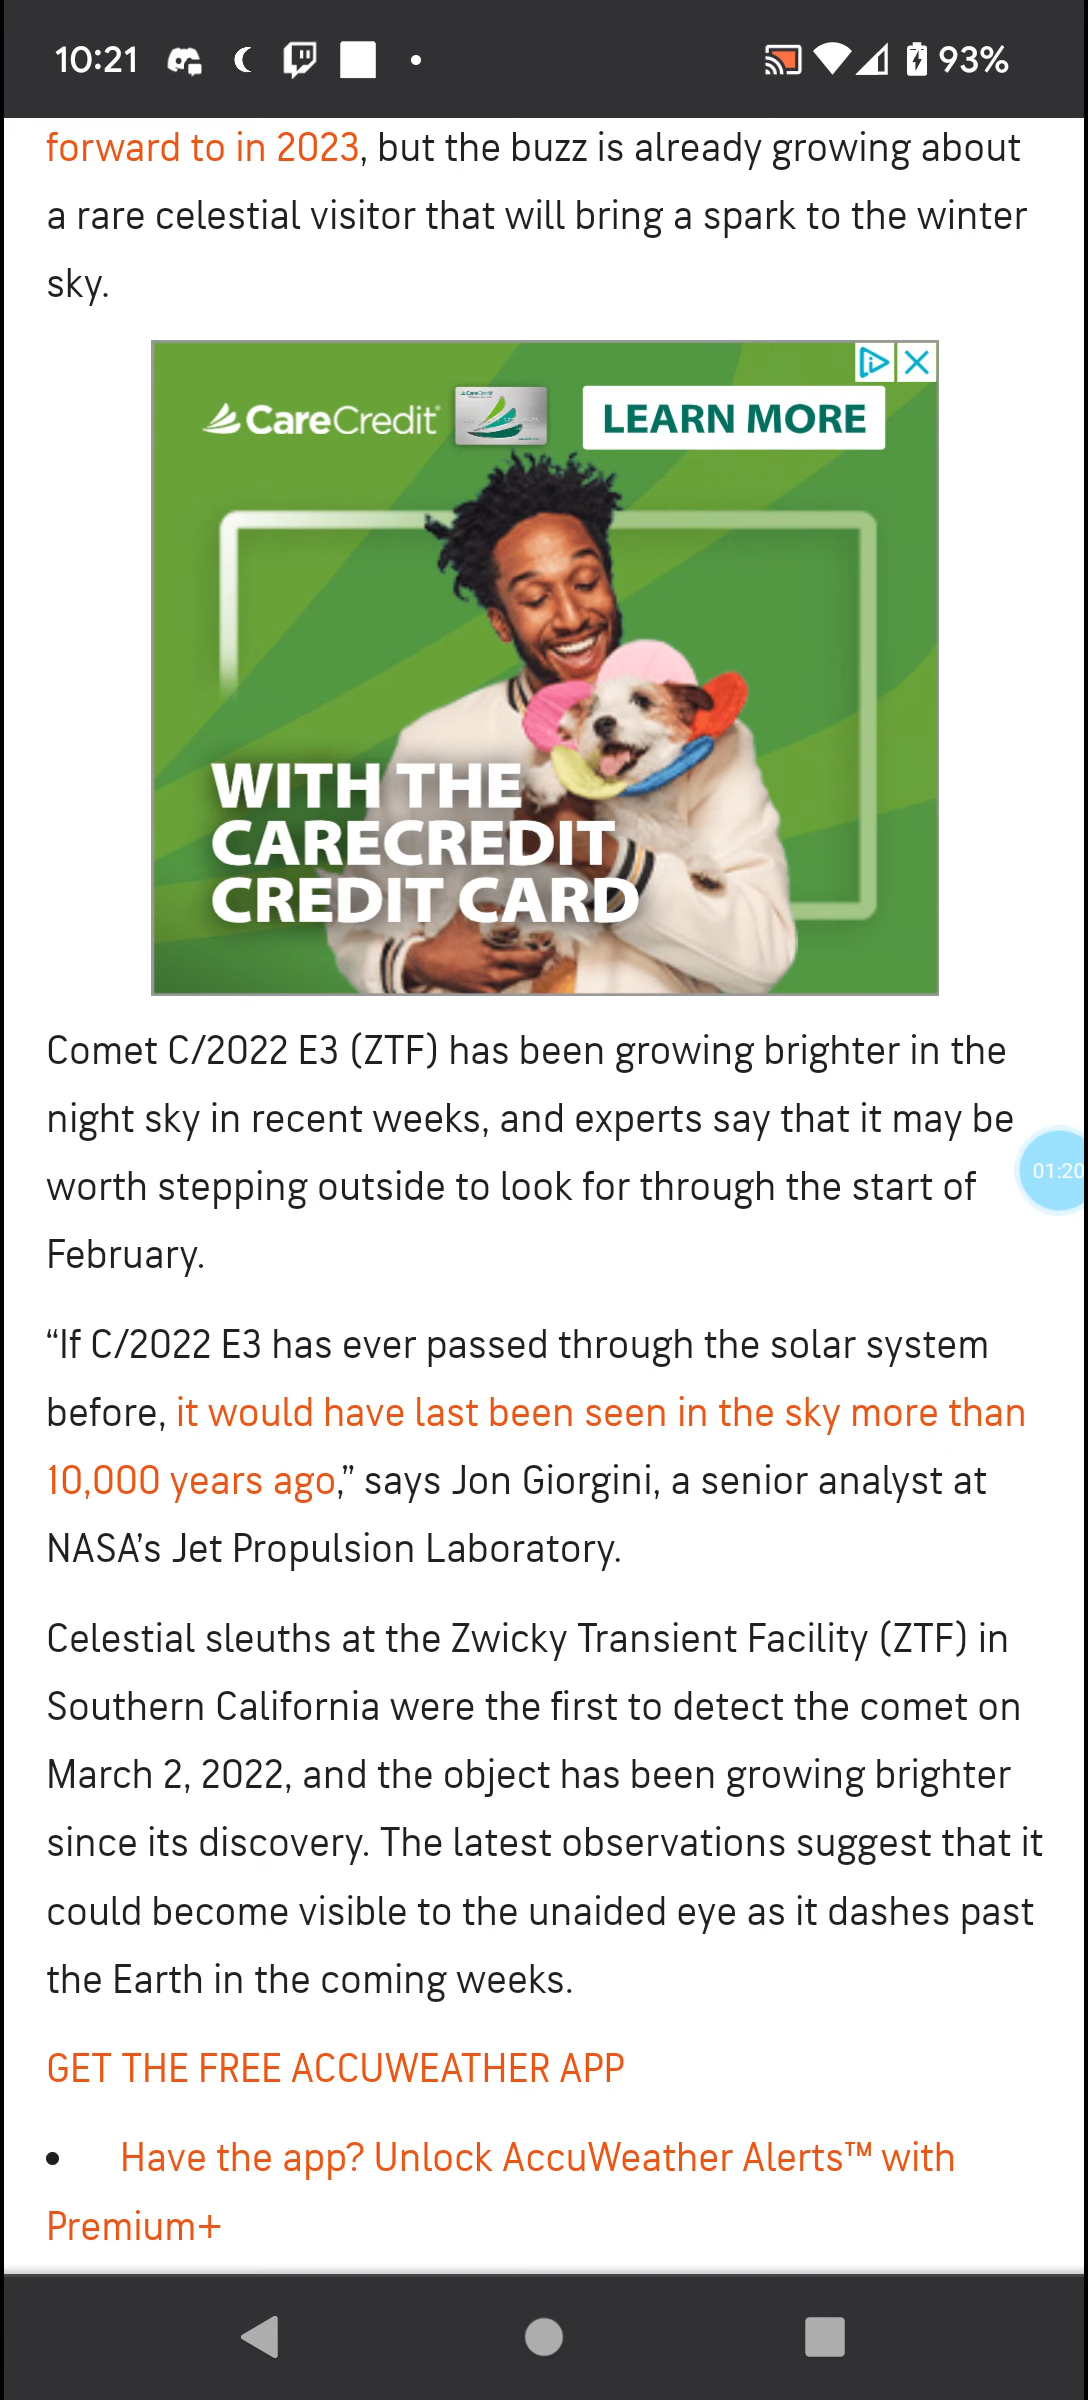 10:21
93%
forward to in 2023, but the buzz is already growing about
a rare celestial visitor that will bring a spark to the winter
sky.
CareCredit
LEARN MORE
WITH THE
CARECREDIT
CREDIT CARD
Comet C/2022 E3 (ZTF) has been growing brighter in the
night sky in recent weeks, and experts say that it may be
worth stepping outside to look for through the start of
February.
01:20
“If C/2022 E3 has ever passed through the solar system
before, it would have last been seen in the sky more than
10,000 years ago,” says Jon Giorgini, a senior analyst at
NASA’s Jet Propulsion Laboratory.
Celestial sleuths at the Zwicky Transient Facility (ZTF) in
Southern California were the first to detect the comet on
March 2, 2022, and the object has been growing brighter
since its discovery. The latest observations suggest that it
could become visible to the unaided eye as it dashes past
the Earth in the coming weeks.
GET THE FREE ACCUWEATHER APP
• Have the app? Unlock AccuWeather Alerts™ with
Premium+